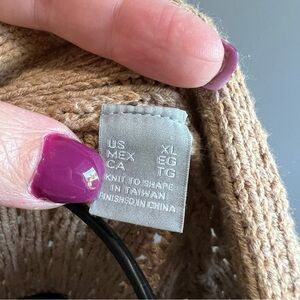 US XL
MEX EG
CA TG
KNIT TO SHAPE
IN TAIWAN
FINISHED IN CHINA